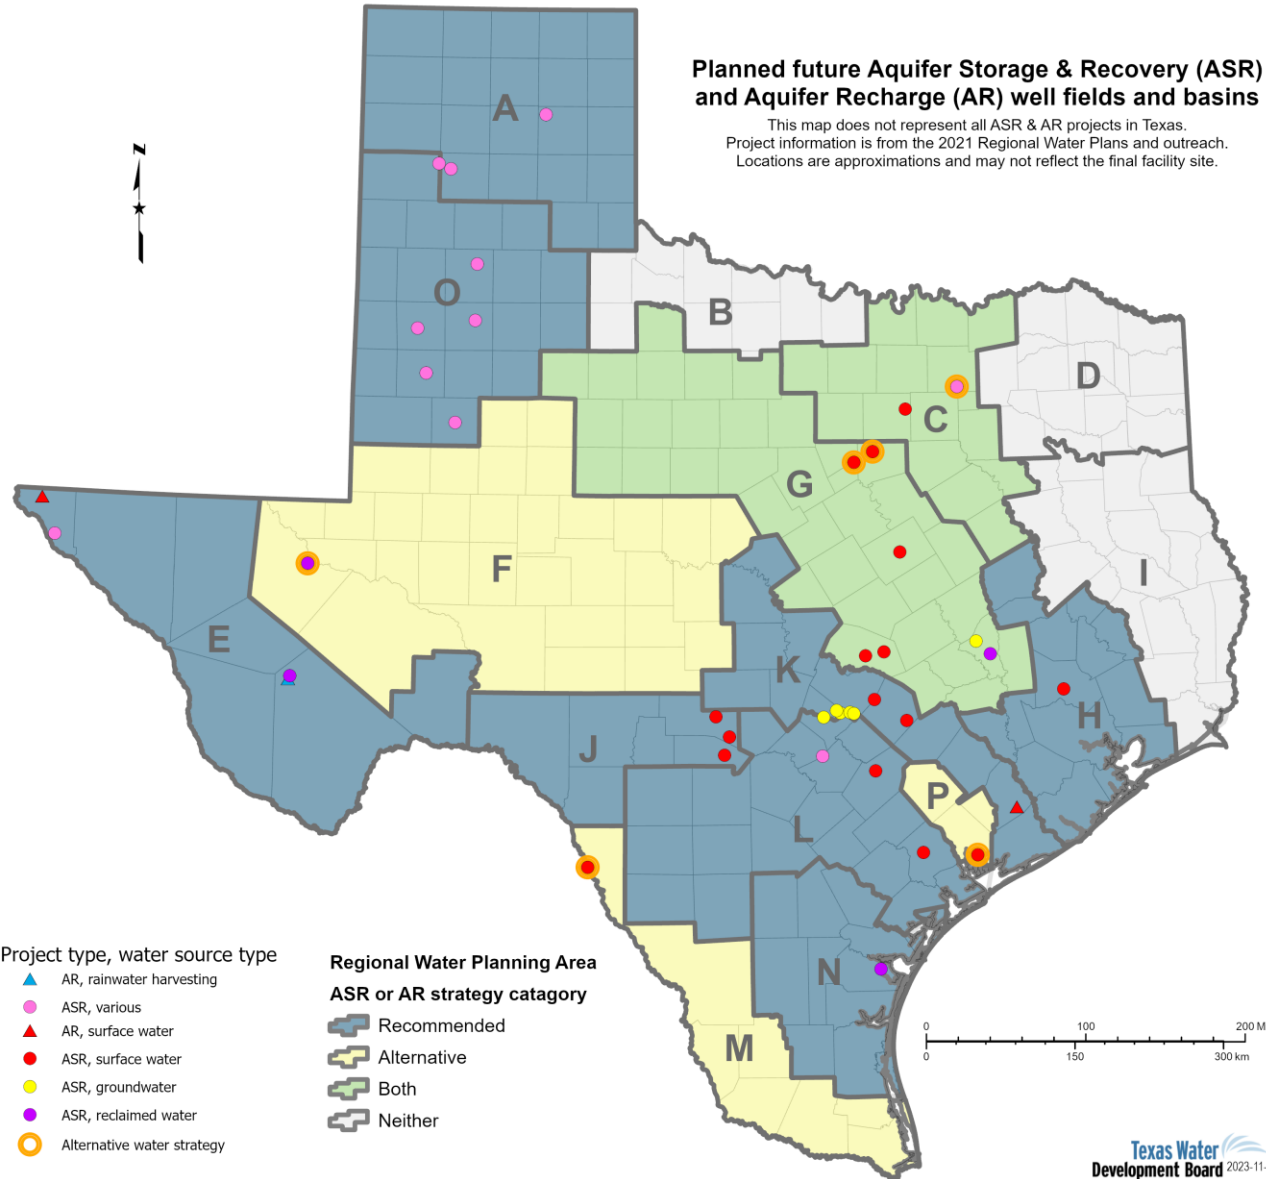 Planned future Aquifer Storage & Recovery (ASR)
and Aquifer Recharge (AR) well fields and basins
This map does not represent all ASR & AR projects in Texas.
Project information is from the 2021 Regional Water Plans and outreach.
Locations are approximations and may not reflect the final facility site.
N
A
O
B
D
C
G
F
I
E
K
H
J
P
L
N
M
Project type, water source type
AR, rainwater harvesting
ASR, various
AR, surface water
ASR, surface water
ASR, groundwater
ASR, reclaimed water
Alternative water strategy
Regional Water Planning Area
ASR or AR strategy catagory
Recommended
Alternative
Both
Neither
0 100 200 M
0 150 300 km
Texas Water
Development Board 2023-11-